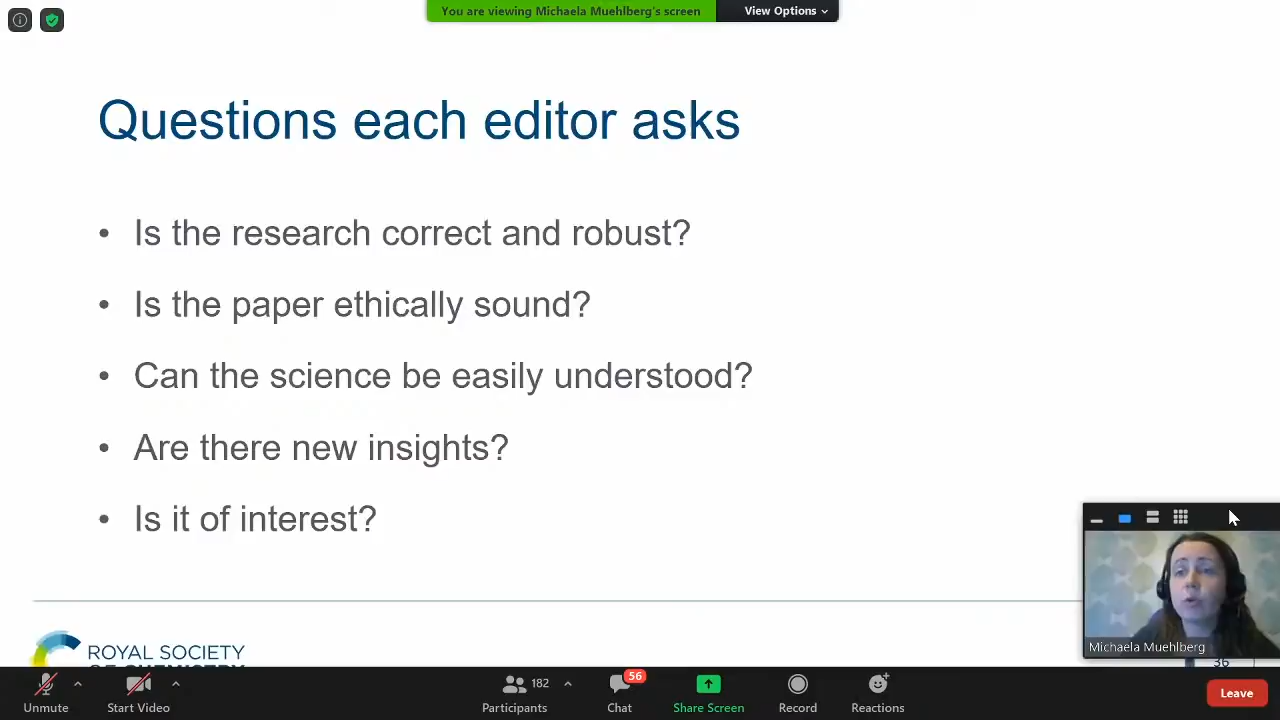 You are viewing Michaela Muehlberg's screen
View Options
Questions each editor asks
• Is the research correct and robust?
• Is the paper ethically sound?
• Can the science be easily understood?
• Are there new insights?
• Is it of interest?
Michaela Muehlberg
ROYAL SOCIETY
OF CHEMISTRY
36
Unmute
Start Video
182
Participants
56
Chat
Share Screen
Record
Reactions
Leave